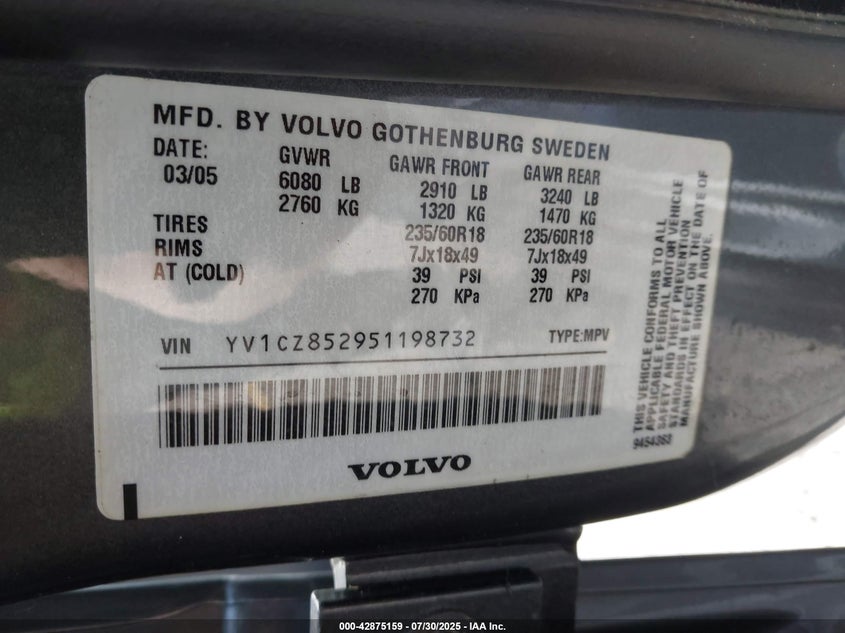 MFD. BY VOLVO GOTHENBURG SWEDEN
DATE: GVWR GAWR FRONT GAWR REAR
03/05 6080 LB 2910 LB 3240 LB
2760 KG 1320 KG 1470 KG
TIRES 235/60R18 235/60R18
RIMS 7Jx18x49 7Jx18x49
AT (COLD) 39 PSI 39 PSI
270 KPa 270 KPa
VIN YV1CZ852951198732 TYPE:MPV
VOLVO
THIS VEHICLE CONFORMS TO ALL
APPLICABLE FEDERAL MOTOR VEHICLE
SAFETY AND THEFT PREVENTION
STANDARDS IN EFFECT ON THE DATE OF
MANUFACTURE SHOWN ABOVE.
9454363
000-42875159 - 07/30/2025 - IAA Inc.